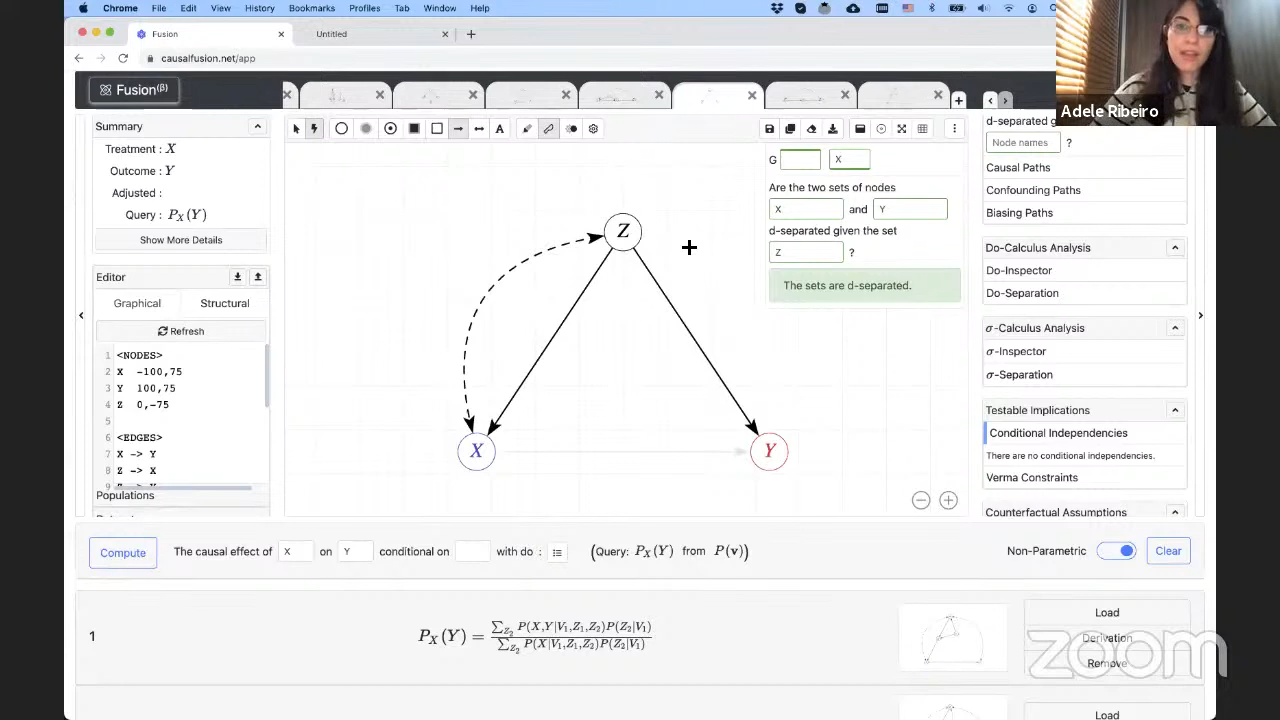 Chrome File Edit View History Bookmarks Profiles Tab Window Help
Fusion × Untitled × +
causalfusion.net/app
Fusion(β)
Adele Ribeiro
Summary
Treatment : X
Outcome : Y
Adjusted :
Query : P_X(Y)
Show More Details
Editor
Graphical Structural
Refresh
1 <NODES>
2 X -100,75
3 Y 100,75
4 Z 0,-75
5
6 <EDGES>
7 X -> Y
8 Z -> X
9
Populations
A
G X
Are the two sets of nodes
X and Y
d-separated given the set
Z ?
The sets are d-separated.
Z
X
Y
d-separated g
Node names ?
Causal Paths
Confounding Paths
Biasing Paths
Do-Calculus Analysis
Do-Inspector
Do-Separation
σ-Calculus Analysis
σ-Inspector
σ-Separation
Testable Implications
Conditional Independencies
There are no conditional independencies.
Verma Constraints
Counterfactual Assumptions
Compute The causal effect of X on Y conditional on with do : (Query: P_X(Y) from P(v)) Non-Parametric Clear
1 P_X(Y) = ∑_{Z_2} P(X,Y|V_1,Z_1,Z_2)P(Z_2|V_1) / ∑_{Z_2} P(X|V_1,Z_1,Z_2)P(Z_2|V_1)
Load
Derivation
Remove
Load
zoom